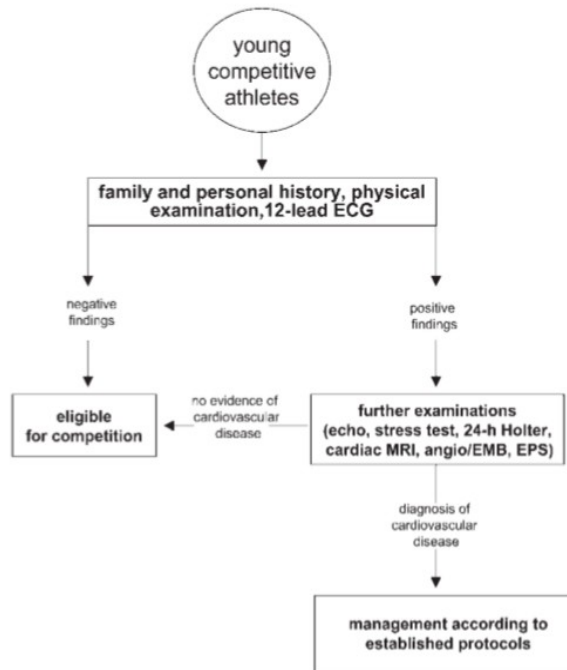 young
competitive
athletes
family and personal history, physical
examination,12-lead ECG
negative
findings
positive
findings
eligible
for competition
no evidence of
cardiovascular
disease
further examinations
(echo, stress test, 24-h Holter,
cardiac MRI, angio/EMB, EPS)
diagnosis of
cardiovascular
disease
management according to
established protocols